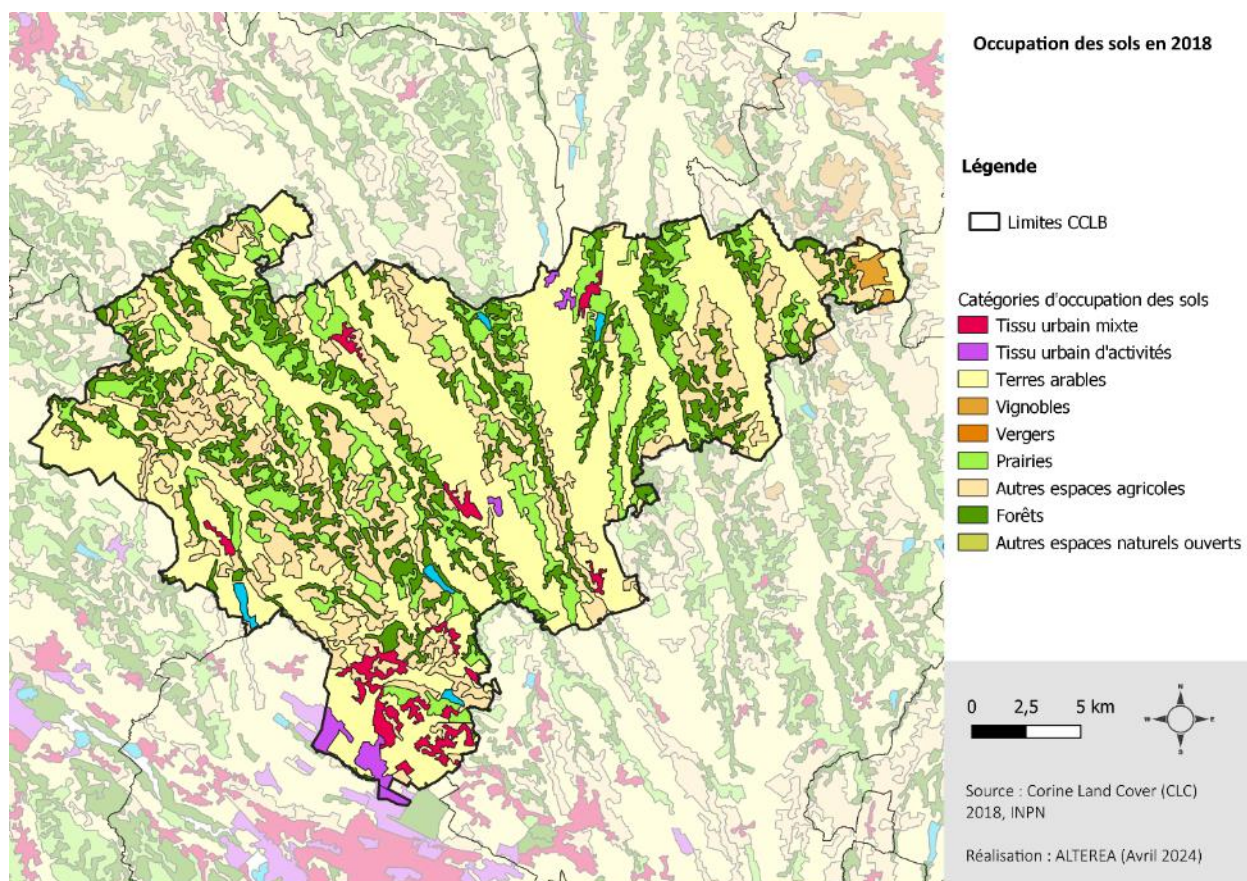 Occupation des sols en 2018
Légende
Limites CCLB
Catégories d'occupation des sols
Tissu urbain mixte
Tissu urbain d'activités
Terres arables
Vignobles
Vergers
Prairies
Autres espaces agricoles
Forêts
Autres espaces naturels ouverts
0 2,5 5 km
N
W E
S
Source : Corine Land Cover (CLC)
2018, INPN
Réalisation : ALTEREA (Avril 2024)